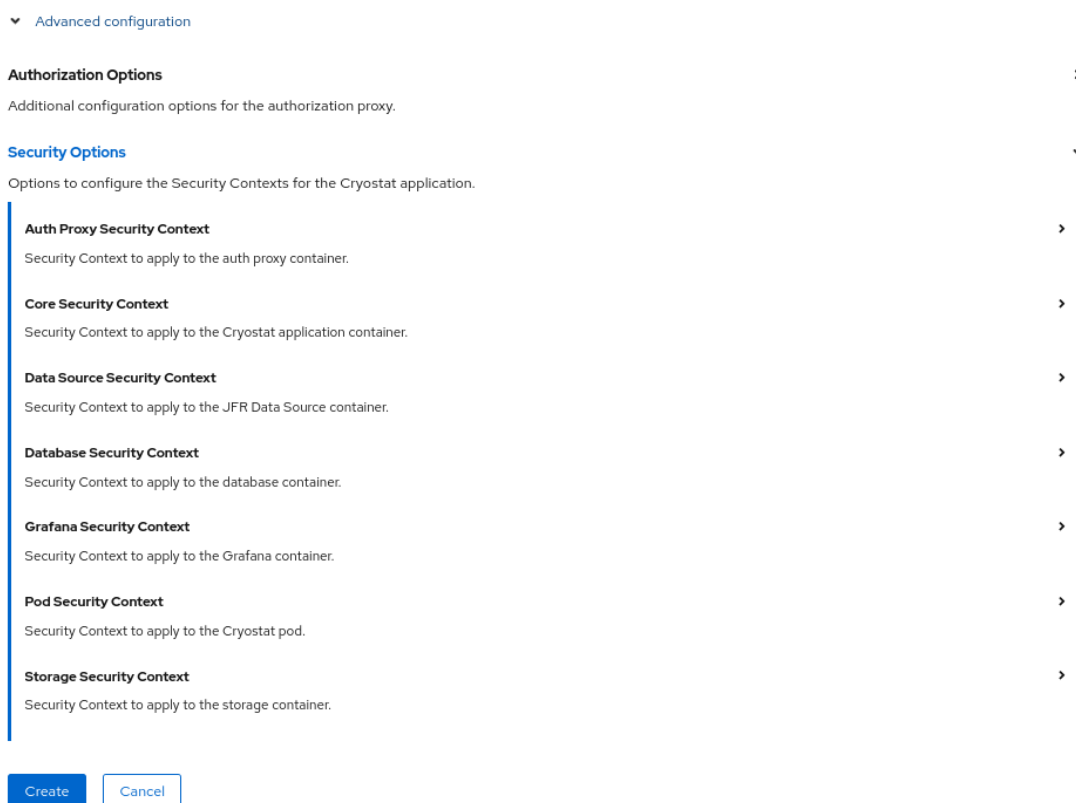 Advanced configuration
Authorization Options
Additional configuration options for the authorization proxy.
Security Options
Options to configure the Security Contexts for the Cryostat application.
Auth Proxy Security Context
Security Context to apply to the auth proxy container.
Core Security Context
Security Context to apply to the Cryostat application container.
Data Source Security Context
Security Context to apply to the JFR Data Source container.
Database Security Context
Security Context to apply to the database container.
Grafana Security Context
Security Context to apply to the Grafana container.
Pod Security Context
Security Context to apply to the Cryostat pod.
Storage Security Context
Security Context to apply to the storage container.
Create Cancel